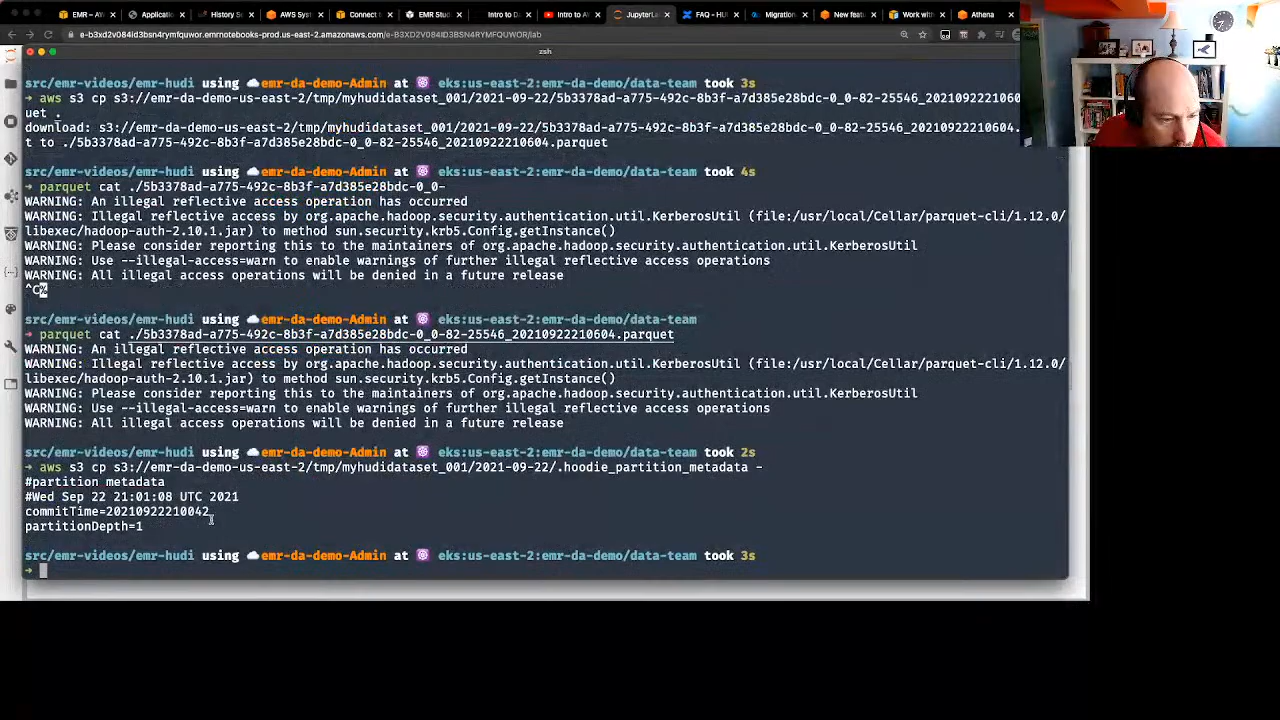 EMR – AW
Application
History S
AWS Syst
Connect t
EMR Stud
Intro to Da
Intro to AV
JupyterLab
FAQ - HUD
Migration
New featu
Work with
Athena
e-b3xd2v0134id3b3bsn4rymfquwor.emrnotebooks-prod.us-east-2.amazonaws.com/e-B3XD2V0I34ID3B3BSN4RYMFQUWOR/lab
zsh
src/emr-videos/emr-hudi using emr-da-demo-Admin at eks:us-east-2:emr-da-demo/data-team took 3s
➜ aws s3 cp s3://emr-da-demo-us-east-2/tmp/myhudidataset_001/2021-09-22/5b3378ad-a775-492c-8b3f-a7d385e28bdc-0_0-82-25546_2021092221060
uet .
download: s3://emr-da-demo-us-east-2/tmp/myhudidataset_001/2021-09-22/5b3378ad-a775-492c-8b3f-a7d385e28bdc-0_0-82-25546_20210922210604.
t to ./5b3378ad-a775-492c-8b3f-a7d385e28bdc-0_0-82-25546_20210922210604.parquet
src/emr-videos/emr-hudi using emr-da-demo-Admin at eks:us-east-2:emr-da-demo/data-team took 4s
➜ parquet cat ./5b3378ad-a775-492c-8b3f-a7d385e28bdc-0_0-
WARNING: An illegal reflective access operation has occurred
WARNING: Illegal reflective access by org.apache.hadoop.security.authentication.util.KerberosUtil (file:/usr/local/Cellar/parquet-cli/1.12.0/
libexec/hadoop-auth-2.10.1.jar) to method sun.security.krb5.Config.getInstance()
WARNING: Please consider reporting this to the maintainers of org.apache.hadoop.security.authentication.util.KerberosUtil
WARNING: Use --illegal-access=warn to enable warnings of further illegal reflective access operations
WARNING: All illegal access operations will be denied in a future release
^C%
src/emr-videos/emr-hudi using emr-da-demo-Admin at eks:us-east-2:emr-da-demo/data-team
➜ parquet cat ./5b3378ad-a775-492c-8b3f-a7d385e28bdc-0_0-82-25546_20210922210604.parquet
WARNING: An illegal reflective access operation has occurred
WARNING: Illegal reflective access by org.apache.hadoop.security.authentication.util.KerberosUtil (file:/usr/local/Cellar/parquet-cli/1.12.0/
libexec/hadoop-auth-2.10.1.jar) to method sun.security.krb5.Config.getInstance()
WARNING: Please consider reporting this to the maintainers of org.apache.hadoop.security.authentication.util.KerberosUtil
WARNING: Use --illegal-access=warn to enable warnings of further illegal reflective access operations
WARNING: All illegal access operations will be denied in a future release
src/emr-videos/emr-hudi using emr-da-demo-Admin at eks:us-east-2:emr-da-demo/data-team took 2s
➜ aws s3 cp s3://emr-da-demo-us-east-2/tmp/myhudidataset_001/2021-09-22/.hoodie_partition_metadata -
#partition metadata
#Wed Sep 22 21:01:08 UTC 2021
commitTime=20210922210042
partitionDepth=1
src/emr-videos/emr-hudi using emr-da-demo-Admin at eks:us-east-2:emr-da-demo/data-team took 3s
➜